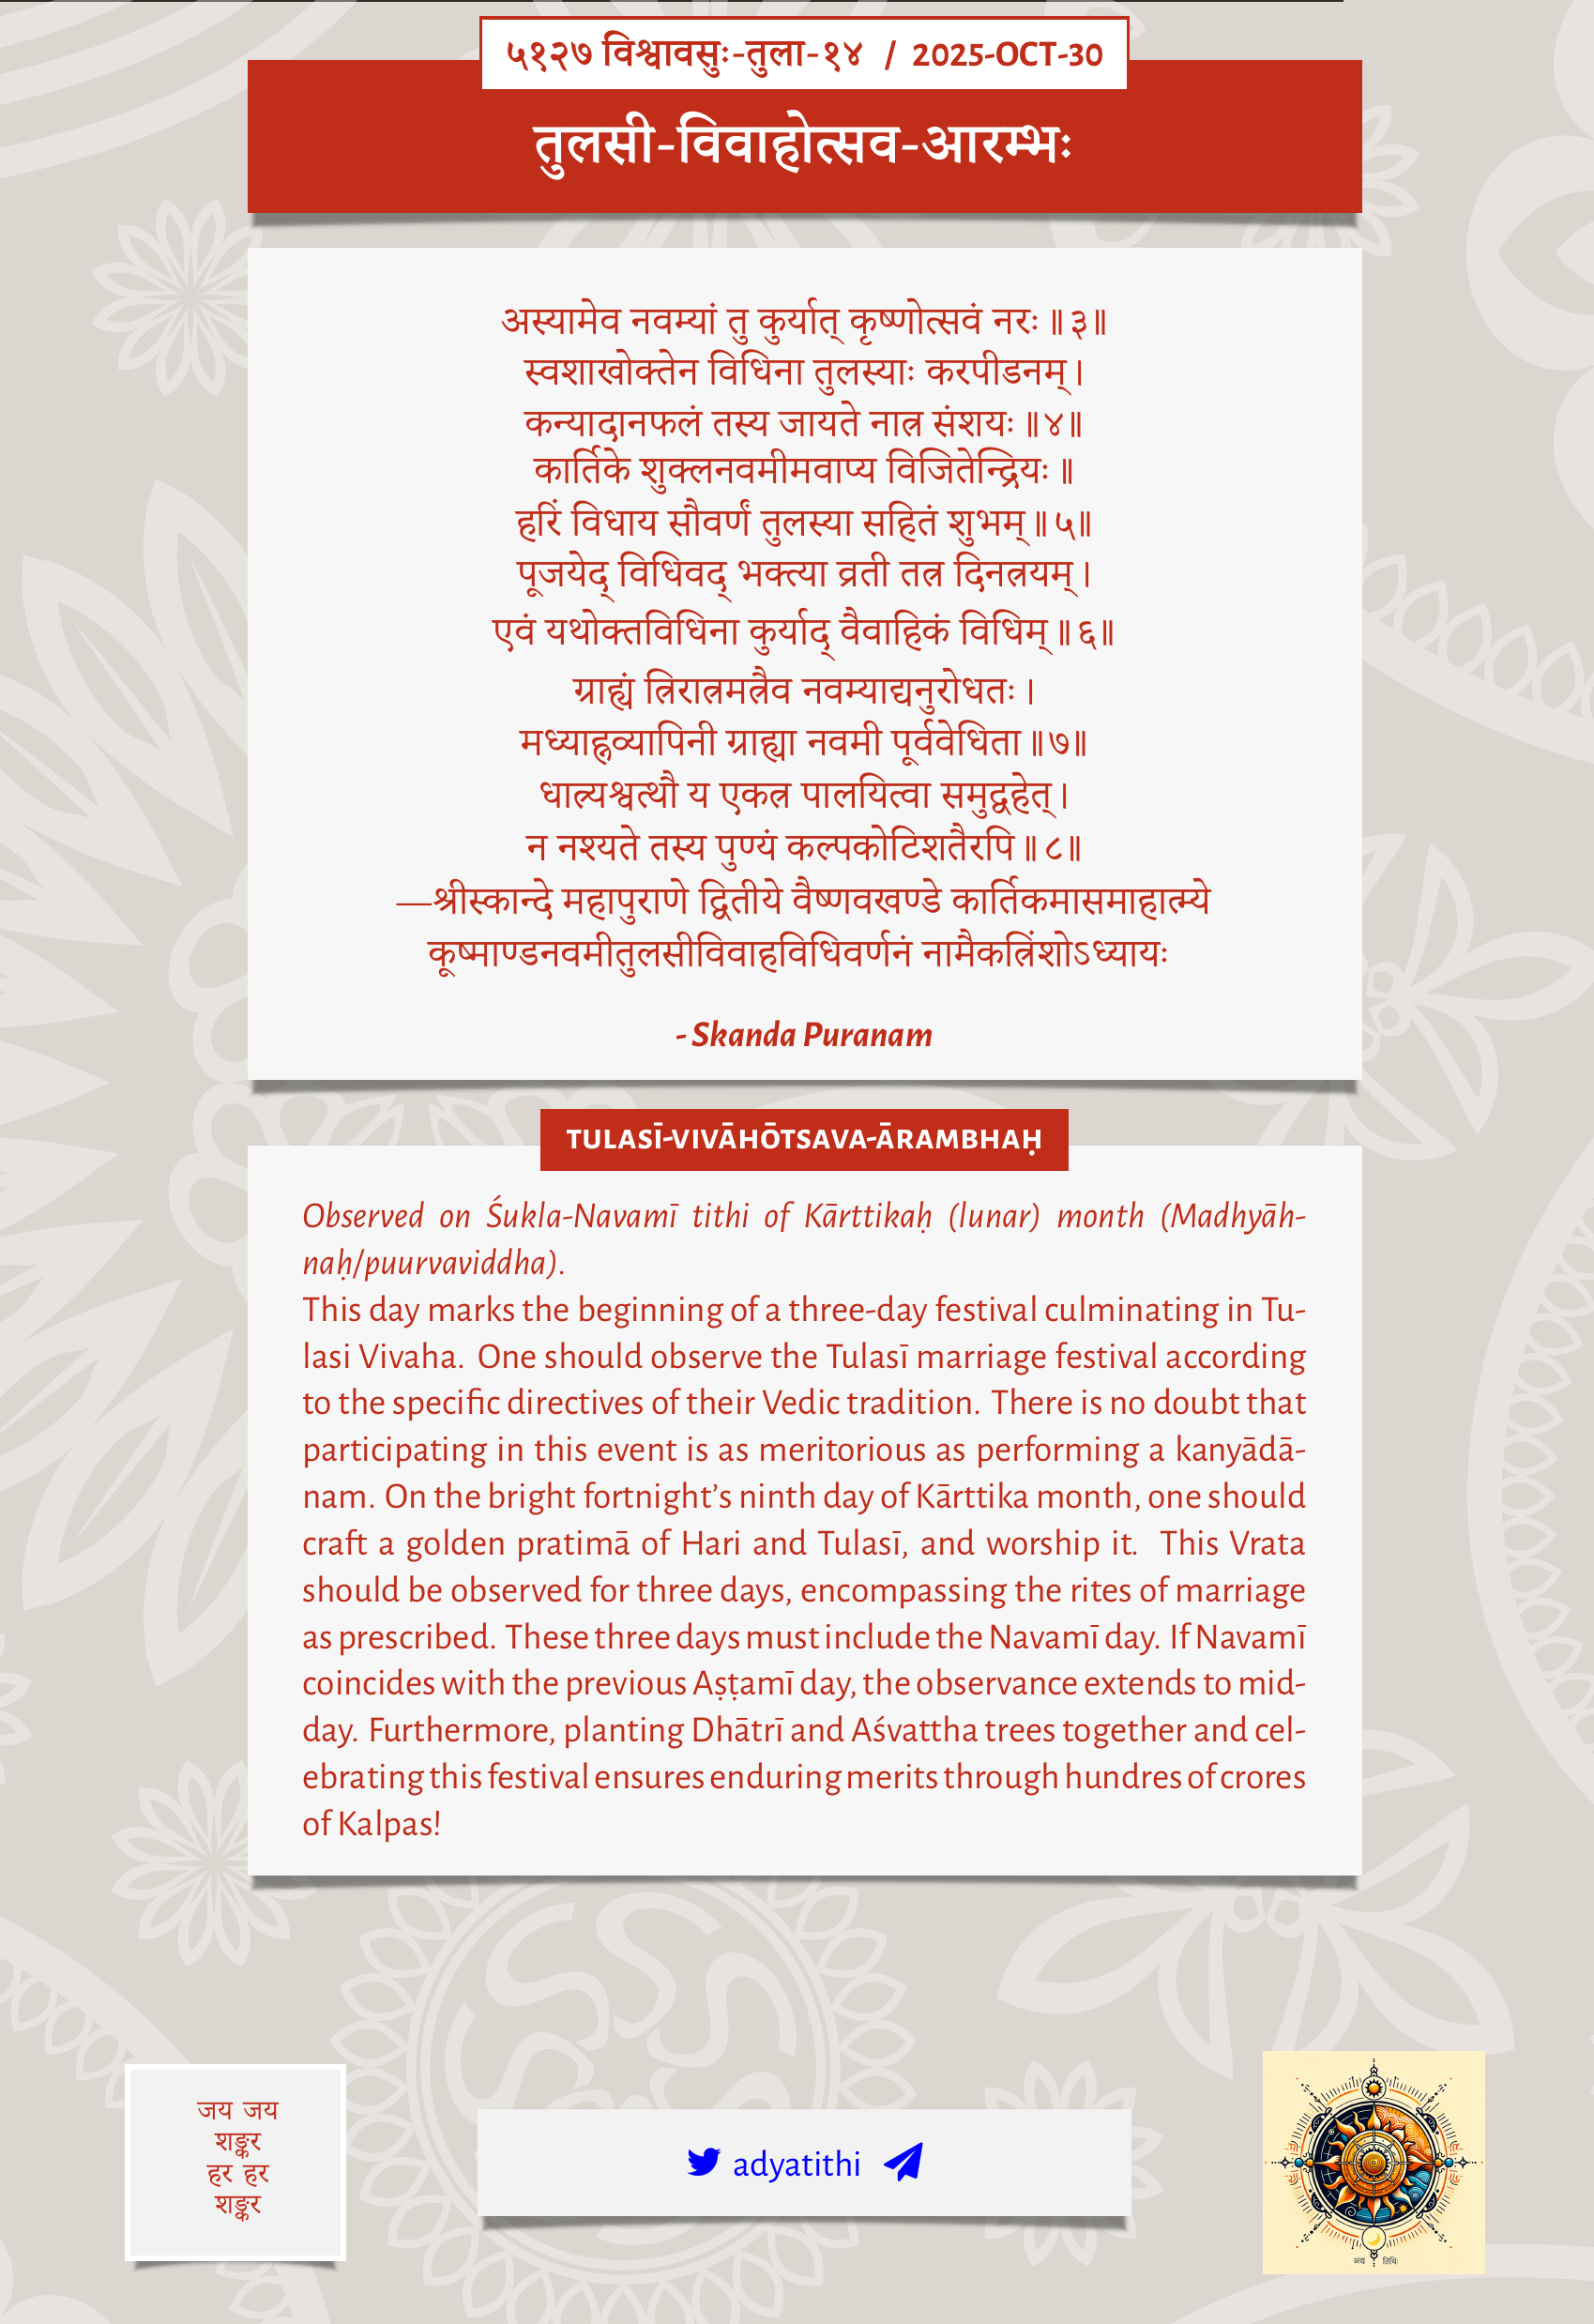 ५१२७ विश्वावसुः-तुला-१४ / 2025-OCT-30
तुलसी-विवाहोत्सव-आरम्भः
अस्यामेव नवम्यां तु कुर्यात् कृष्णोत्सवं नरः॥३॥
स्वशाखोक्तेन विधिना तुलस्याः करपीडनम्।
कन्यादानफलं तस्य जायते नात्र संशयः॥४॥
कार्तिके शुक्लनवमीमवाप्य विजितेन्द्रियः॥
हरिं विधाय सौवर्णं तुलस्या सहितं शुभम्॥५॥
पूजयेद् विधिवद् भक्त्या व्रती तत्र दिनत्रयम्।
एवं यथोक्तविधिना कुर्याद् वैवाहिकं विधिम्॥६॥
ग्राह्यं त्रिरात्रमत्रैव नवम्याद्यनुरोधतः।
मध्याह्नव्यापिनी ग्राह्या नवमी पूर्ववेधिता॥७॥
धात्र्यश्वत्थौ य एकत्र पालयित्वा समुद्वहेत्।
न नश्यते तस्य पुण्यं कल्पकोटिशतैरपि॥८॥
—श्रीस्कान्दे महापुराणे द्वितीये वैष्णवखण्डे कार्तिकमासमाहात्म्ये
कूष्माण्डनवमीतुलसीविवाहविधिवर्णनं नामैकत्रिंशोऽध्यायः
- Skanda Puranam
TULASĪ-VIVĀHŌTSAVA-ĀRAMBHAḤ
Observed on Śukla-Navamī tithi of Kārttikaḥ (lunar) month (Madhyāh-
naḥ/puurvaviddha).
This day marks the beginning of a three-day festival culminating in Tu-
lasi Vivaha. One should observe the Tulasī marriage festival according
to the specific directives of their Vedic tradition. There is no doubt that
participating in this event is as meritorious as performing a kanyādā-
nam. On the bright fortnight’s ninth day of Kārttika month, one should
craft a golden pratimā of Hari and Tulasī, and worship it. This Vrata
should be observed for three days, encompassing the rites of marriage
as prescribed. These three days must include the Navamī day. If Navamī
coincides with the previous Aṣṭamī day, the observance extends to mid-
day. Furthermore, planting Dhātrī and Aśvattha trees together and cel-
ebrating this festival ensures enduring merits through hundres of crores
of Kalpas!
जय जय
शङ्कर
हर हर
शङ्कर
adyatithi
अद्य तिथिः